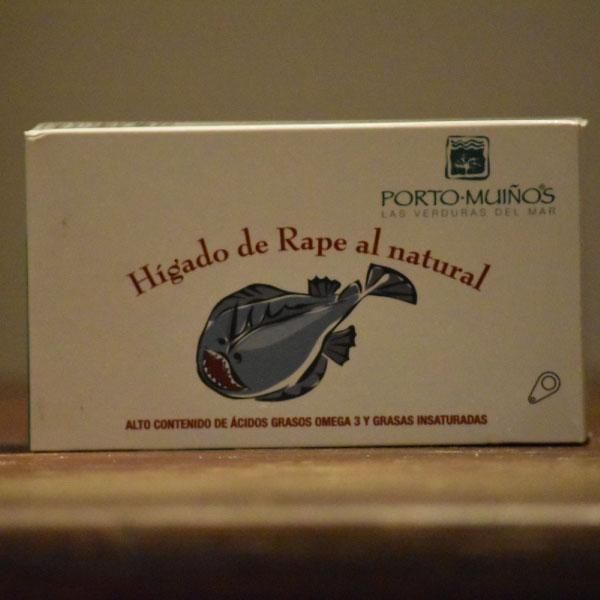 PORTO-MUIÑOS
LAS VERDURAS DEL MAR
Hígado de Rape al natural
ALTO CONTENIDO DE ÁCIDOS GRASOS OMEGA 3 Y GRASAS INSATURADAS